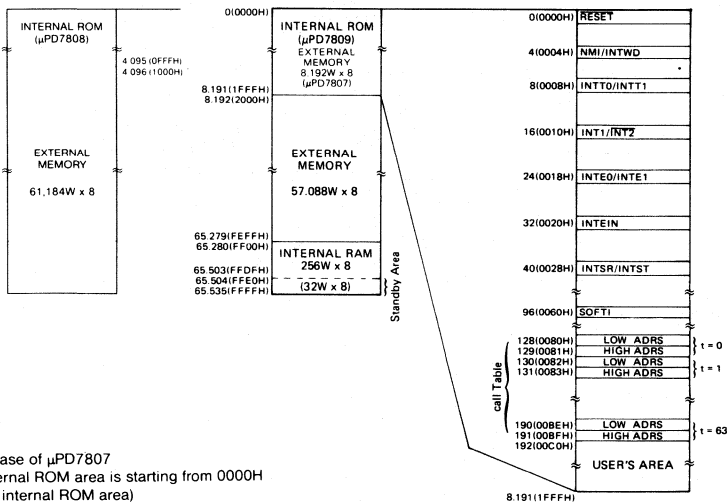 INTERNAL ROM
(μPD7808)
4 095 (0FFFH)
4 096 (1000H)
EXTERNAL
MEMORY
61,184W x 8
0(0000H)
INTERNAL ROM
(μPD7809)
EXTERNAL
MEMORY
8.192W x 8
(μPD7807)
8.191(1FFFH)
8.192(2000H)
EXTERNAL
MEMORY
57.088W x 8
65.279(FEFFH)
65.280(FF00H)
INTERNAL RAM
256W x 8
65.503(FFDFH)
65.504(FFE0H)
(32W x 8)
65.535(FFFFH)
Standby Area
0(0000H) RESET
4(0004H) NMI/INTWD
8(0008H) INTT0/INTT1
16(0010H) INT1/INT2
24(0018H) INTE0/INTE1
32(0020H) INTEIN
40(0028H) INTSR/INTST
96(0060H) SOFTI
128(0080H) LOW ADRS
129(0081H) HIGH ADRS
t = 0
130(0082H) LOW ADRS
131(0083H) HIGH ADRS
t = 1
call Table
190(00BEH) LOW ADRS
191(00BFH) HIGH ADRS
t = 63
192(00C0H)
USER'S AREA
8.191(1FFFH)
ase of μPD7807
ernal ROM area is starting from 0000H
internal ROM area)